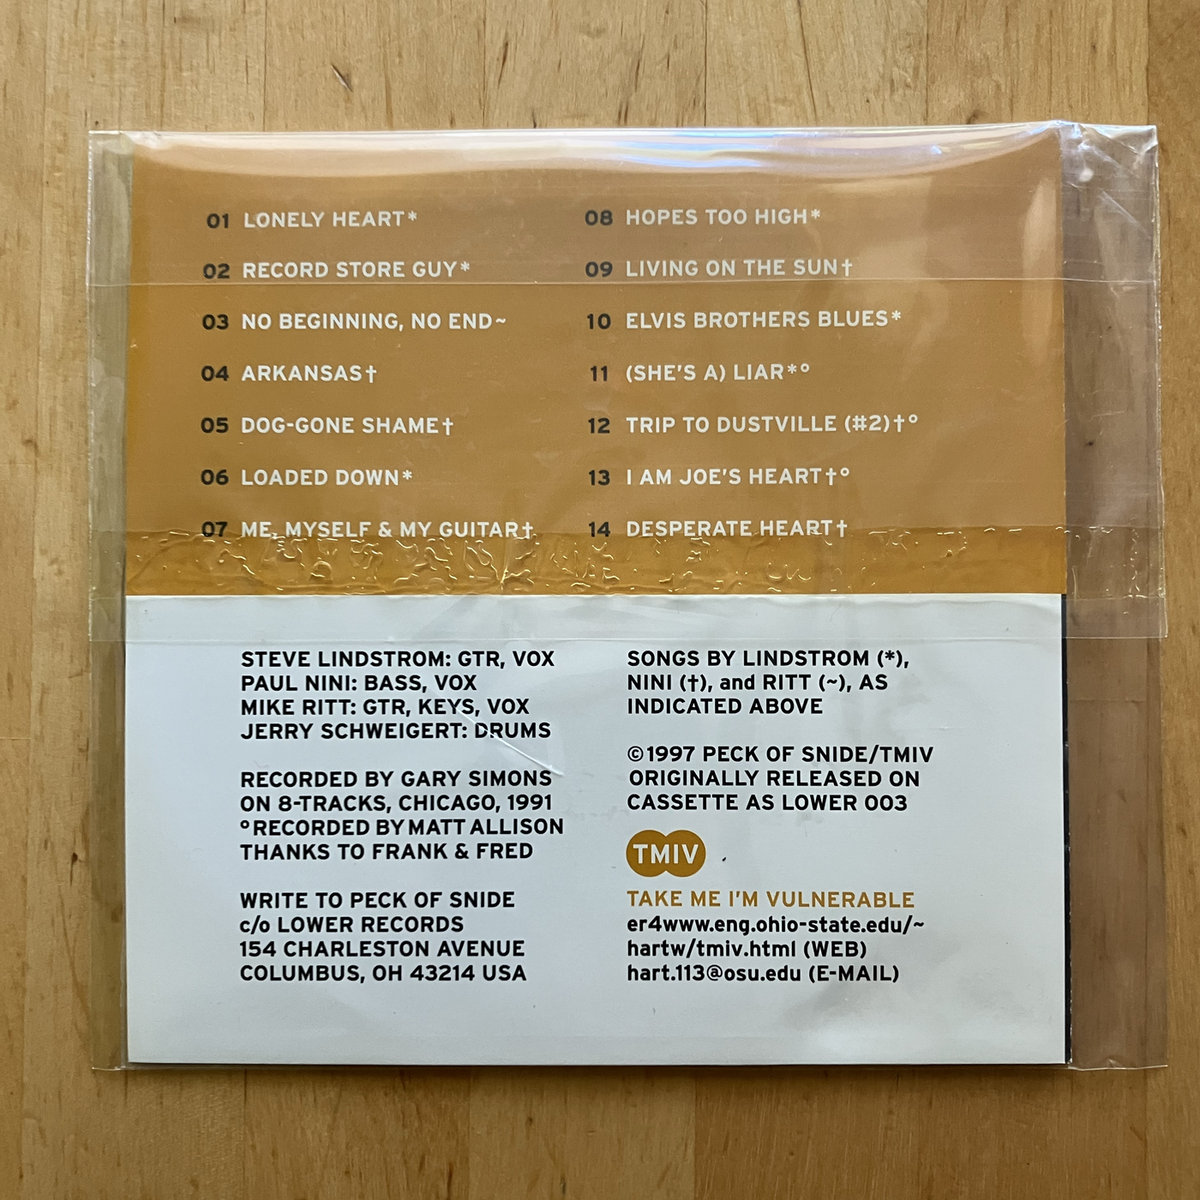 01 LONELY HEART*
02 RECORD STORE GUY*
03 NO BEGINNING, NO END~
04 ARKANSAS†
05 DOG-GONE SHAME†
06 LOADED DOWN*
07 ME, MYSELF & MY GUITAR†
08 HOPES TOO HIGH*
09 LIVING ON THE SUN†
10 ELVIS BROTHERS BLUES*
11 (SHE'S A) LIAR*°
12 TRIP TO DUSTVILLE (#2)†°
13 I AM JOE'S HEART†°
14 DESPERATE HEART†
STEVE LINDSTROM: GTR, VOX
PAUL NINI: BASS, VOX
MIKE RITT: GTR, KEYS, VOX
JERRY SCHWEIGERT: DRUMS
RECORDED BY GARY SIMONS
ON 8-TRACKS, CHICAGO, 1991
°RECORDED BY MATT ALLISON
THANKS TO FRANK & FRED
WRITE TO PECK OF SNIDE
c/o LOWER RECORDS
154 CHARLESTON AVENUE
COLUMBUS, OH 43214 USA
SONGS BY LINDSTROM (*),
NINI (†), and RITT (~), AS
INDICATED ABOVE
©1997 PECK OF SNIDE/TMIV
ORIGINALLY RELEASED ON
CASSETTE AS LOWER 003
TMIV
TAKE ME I'M VULNERABLE
er4www.eng.ohio-state.edu/~
hartw/tmiv.html (WEB)
hart.113@osu.edu (E-MAIL)